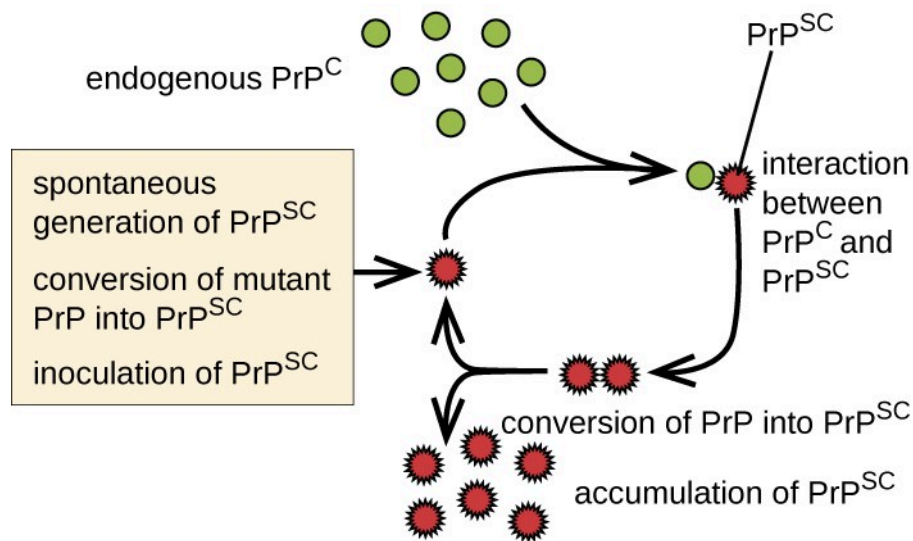 PrP^SC
endogenous PrP^C
spontaneous
generation of PrP^SC
conversion of mutant
PrP into PrP^SC
inoculation of PrP^SC
interaction
between
PrP^C and
PrP^SC
conversion of PrP into PrP^SC
accumulation of PrP^SC